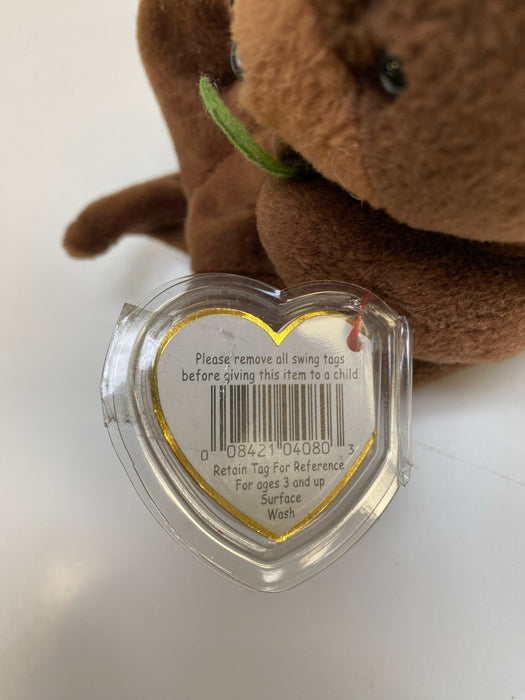 Please remove all swing tags
before giving this item to a child
0 08421 04080 3
Retain Tag For Reference
For ages 3 and up
Surface
Wash